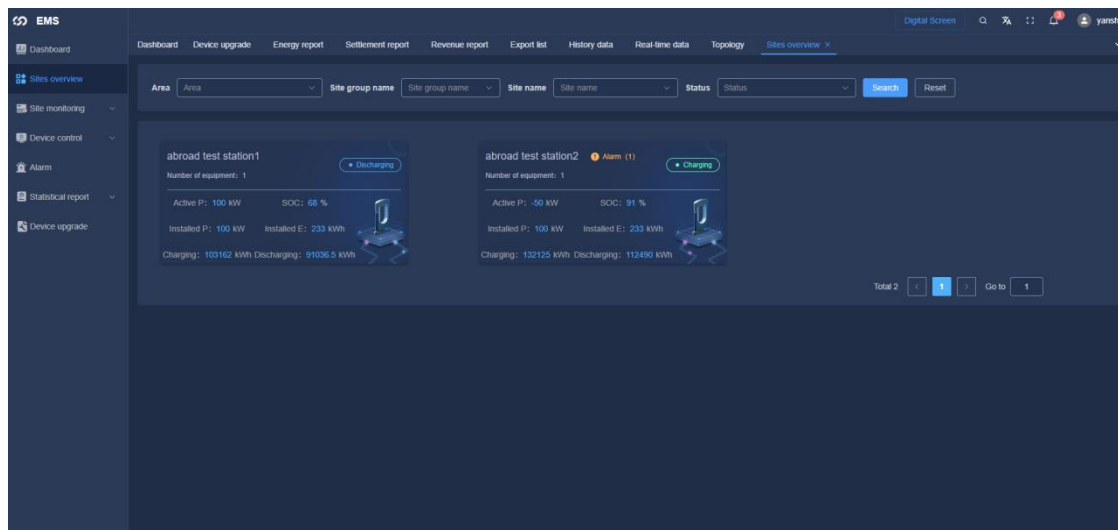 EMS
Digital Screen
3
yansh
Dashboard
Sites overview
Site monitoring
Device control
Alarm
Statistical report
Device upgrade
Dashboard Device upgrade Energy report Settlement report Revenue report Export list History data Real-time data Topology Sites overview ×
Area Area Site group name Site group name Site name Site name Status Status Search Reset
abroad test station1
Discharging
Number of equipment: 1
Active P: 100 kW SOC: 68 %
Installed P: 100 kW Installed E: 233 kWh
Charging: 103162 kWh Discharging: 91036.5 kWh
abroad test station2 Alarm (1)
Charging
Number of equipment: 1
Active P: -50 kW SOC: 91 %
Installed P: 100 kW Installed E: 233 kWh
Charging: 132125 kWh Discharging: 112490 kWh
Total 2 < 1 > Go to 1